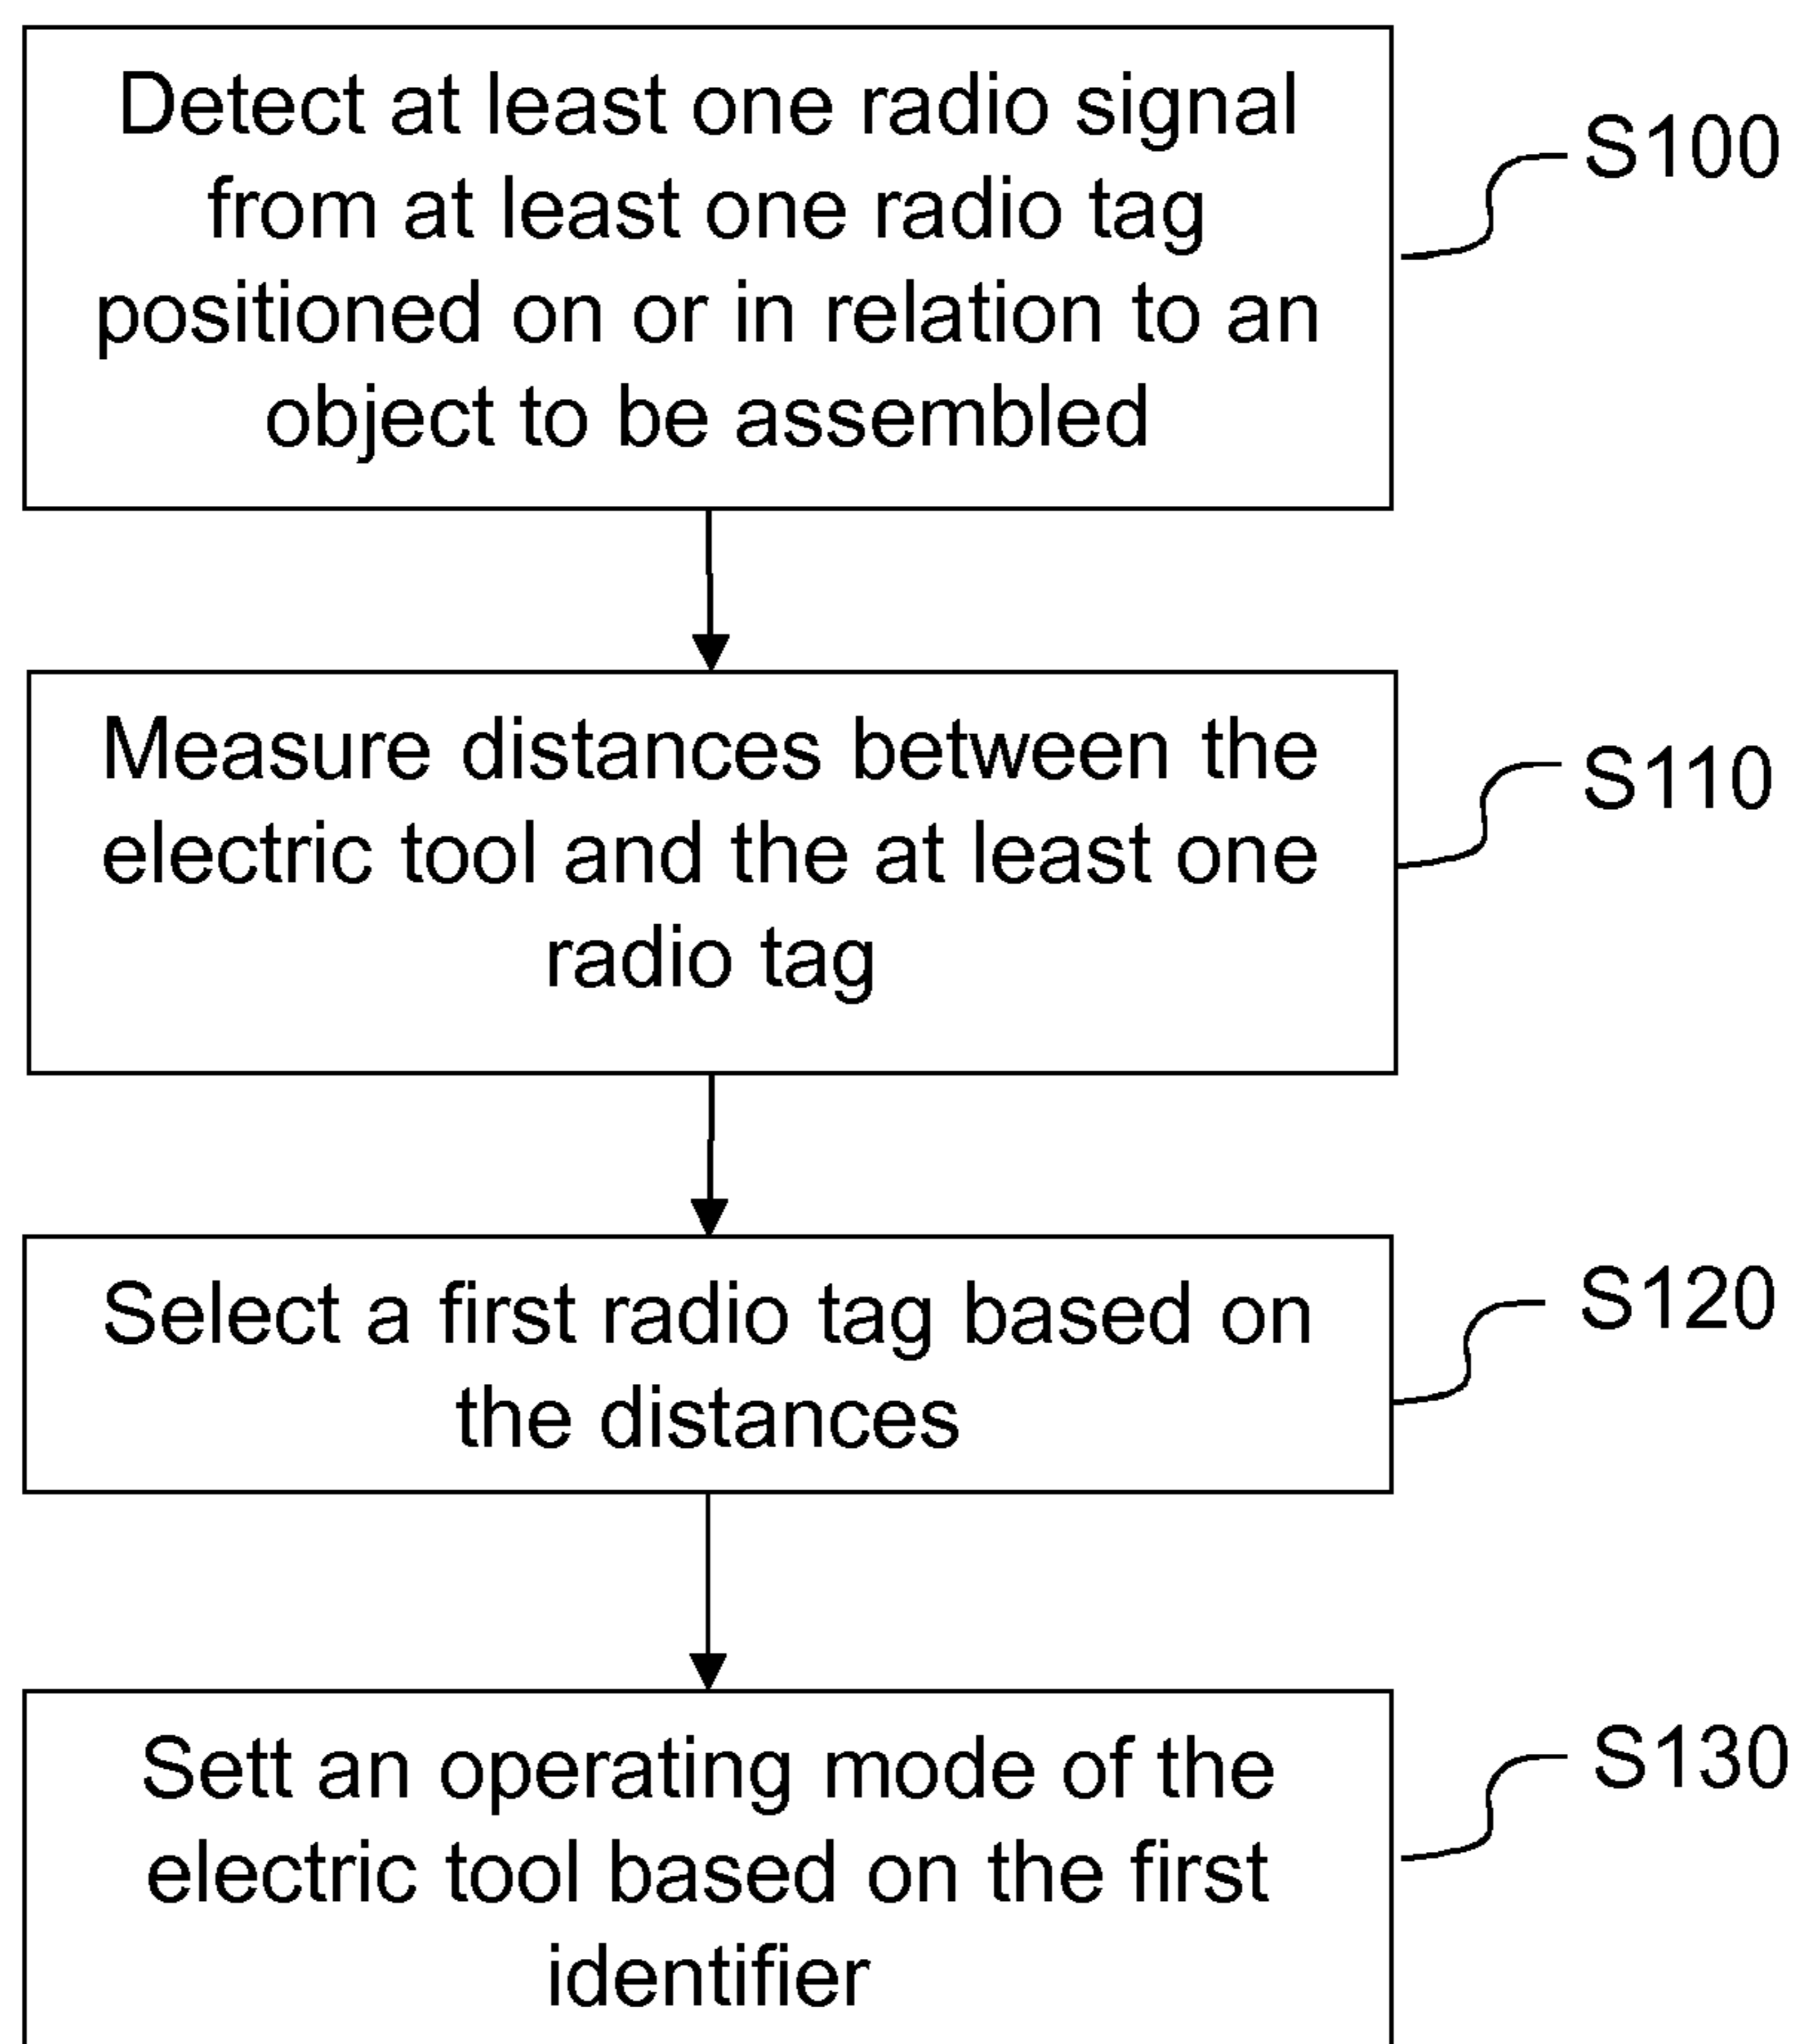 Detect at least one radio signal
from at least one radio tag
positioned on or in relation to an
object to be assembled
S100
Measure distances between the
electric tool and the at least one
radio tag
S110
Select a first radio tag based on
the distances
S120
Sett an operating mode of the
electric tool based on the first
identifier
S130